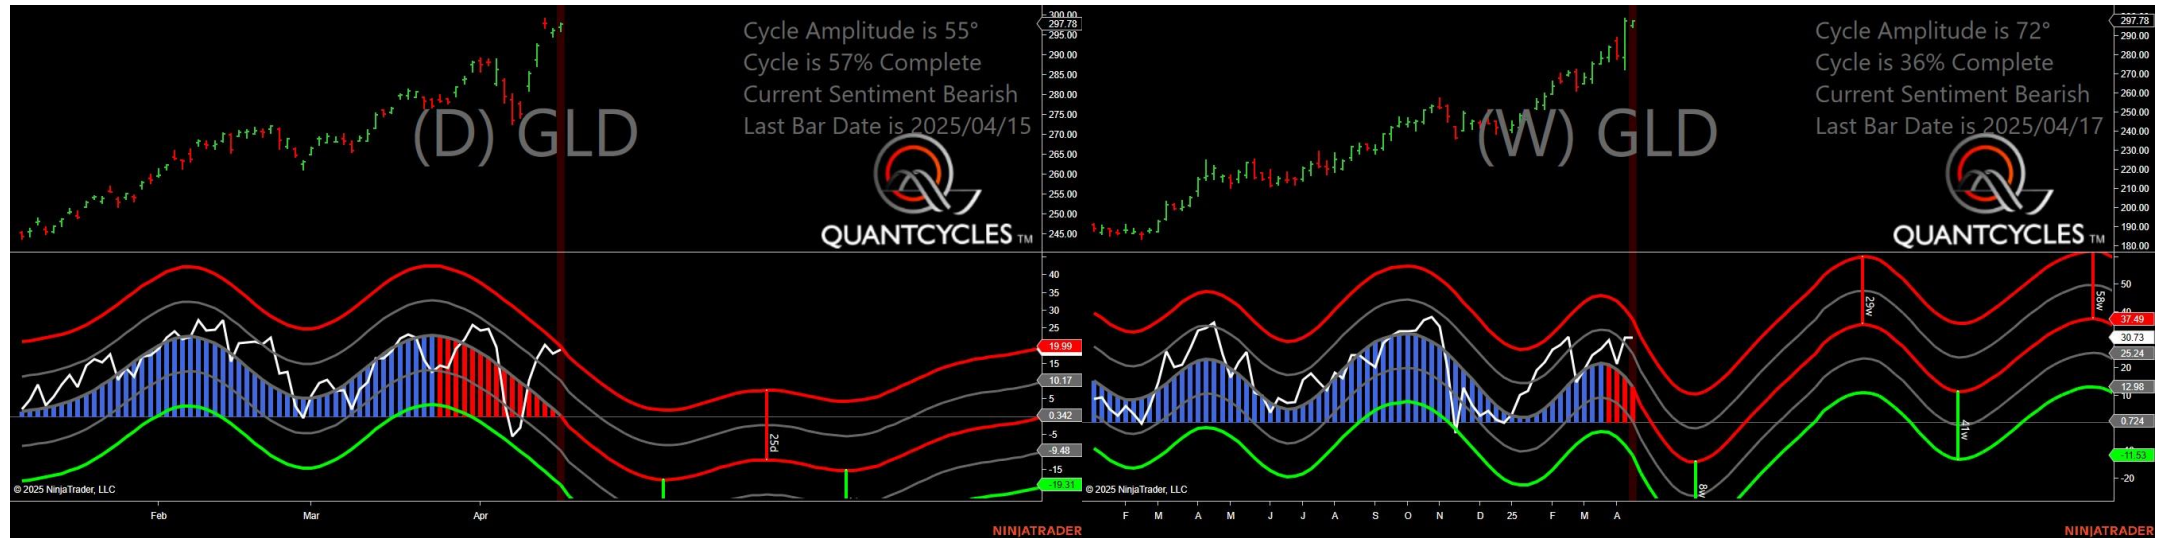 Cycle Amplitude is 55°
Cycle is 57% Complete
Current Sentiment Bearish
Last Bar Date is 2025/04/15
(D) GLD
QUANTCYCLES TM
300.00
297.78
295.00
290.00
285.00
280.00
275.00
270.00
265.00
260.00
255.00
250.00
245.00
40
35
30
25
19.99
15
10.17
5
0.342
-5
-9.48
-15
-19.31
25d
© 2025 NinjaTrader, LLC
Feb Mar Apr
NINJATRADER
Cycle Amplitude is 72°
Cycle is 36% Complete
Current Sentiment Bearish
Last Bar Date is 2025/04/17
(W) GLD
QUANTCYCLES TM
297.78
290.00
280.00
270.00
260.00
250.00
240.00
230.00
220.00
210.00
200.00
190.00
180.00
50
37.49
30.73
25.24
20
12.98
10
0.724
-11.53
-20
29w
58w
41w
8w
© 2025 NinjaTrader, LLC
F M A M J J A S O N D 25 F M A
NINJATRADER